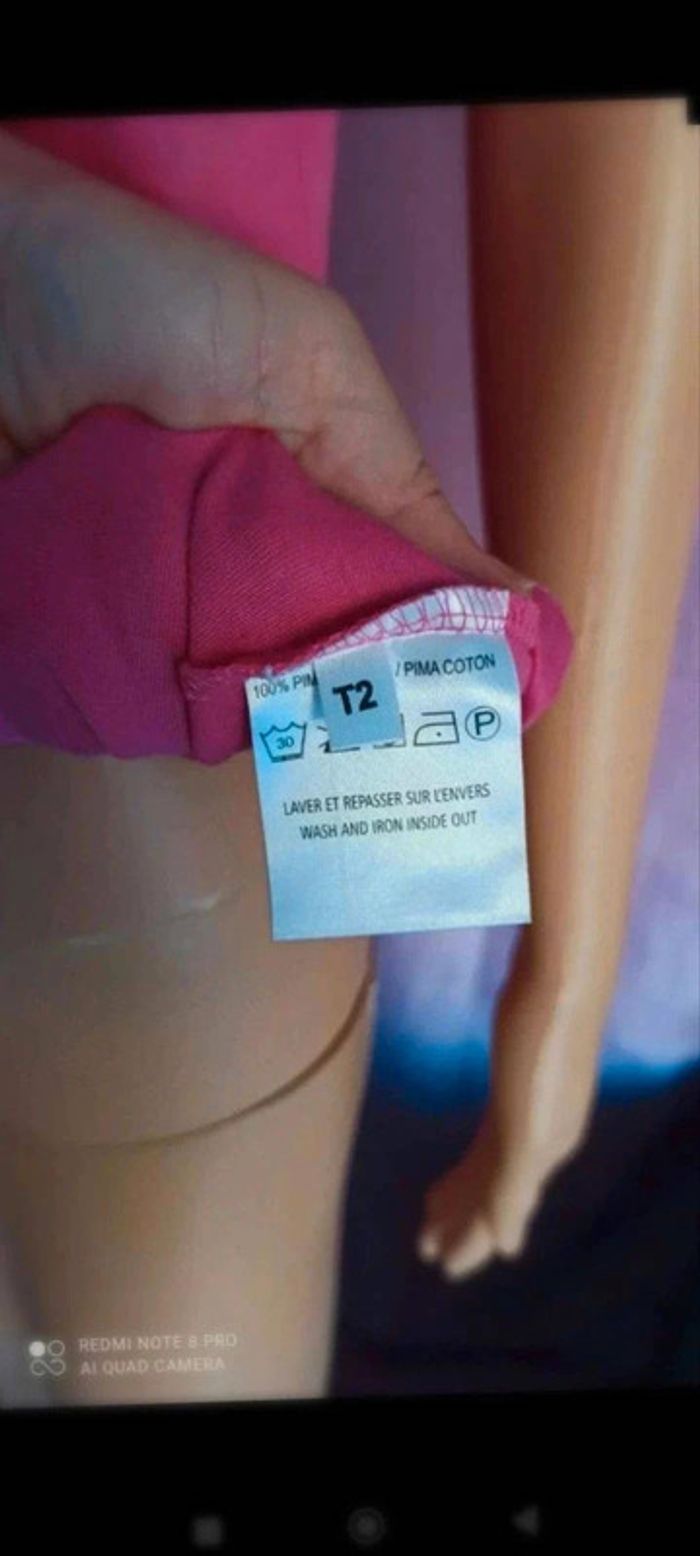 100% PIM / PIMA COTON
T2
30 P
LAVER ET REPASSER SUR L'ENVERS
WASH AND IRON INSIDE OUT
REDMI NOTE 8 PRO
AI QUAD CAMERA